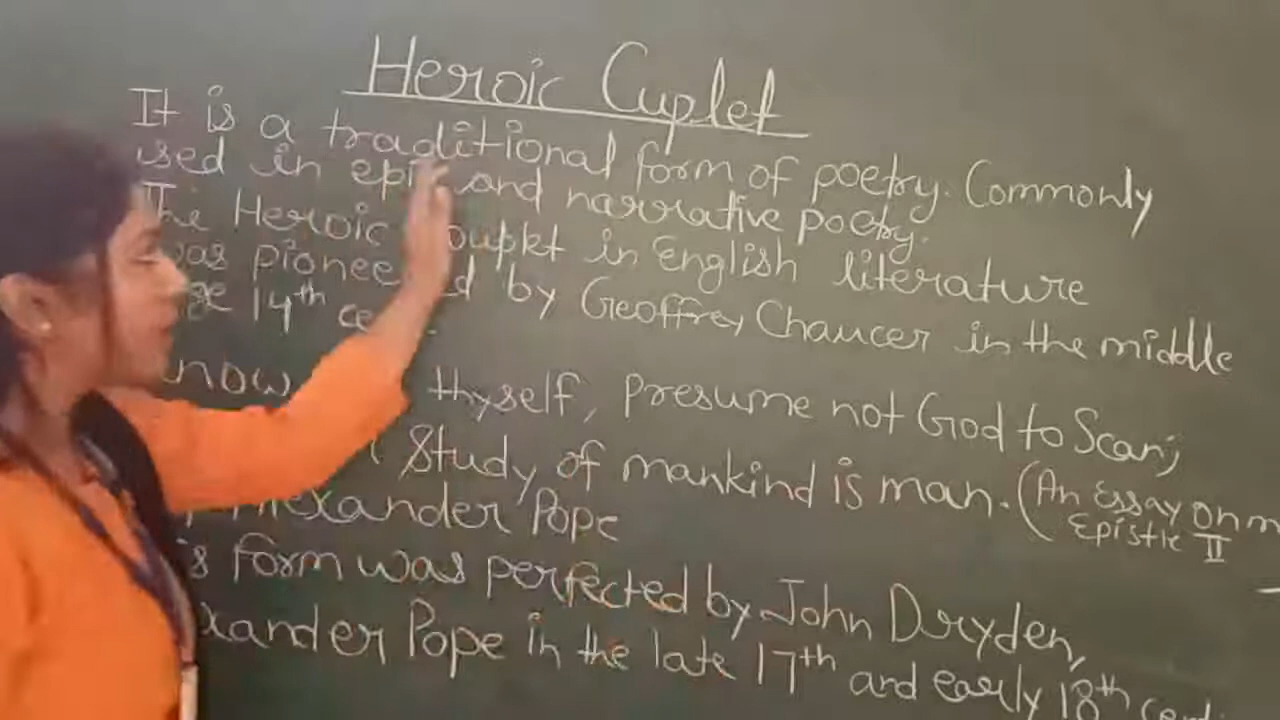 Heroic Cuplet
It is a traditional form of poetry. Commonly
used in epic and narrative poetry.
The Heroic Couplet in English literature
was pioneered by Geoffrey Chaucer in the middle
14th
thyself, Presume not God to Scan;
Study of mankind is man. (An Essay on
Epistle II
Alexander Pope
form was perfected by John Dryden,
Alexander Pope in the late 17th and early 18th